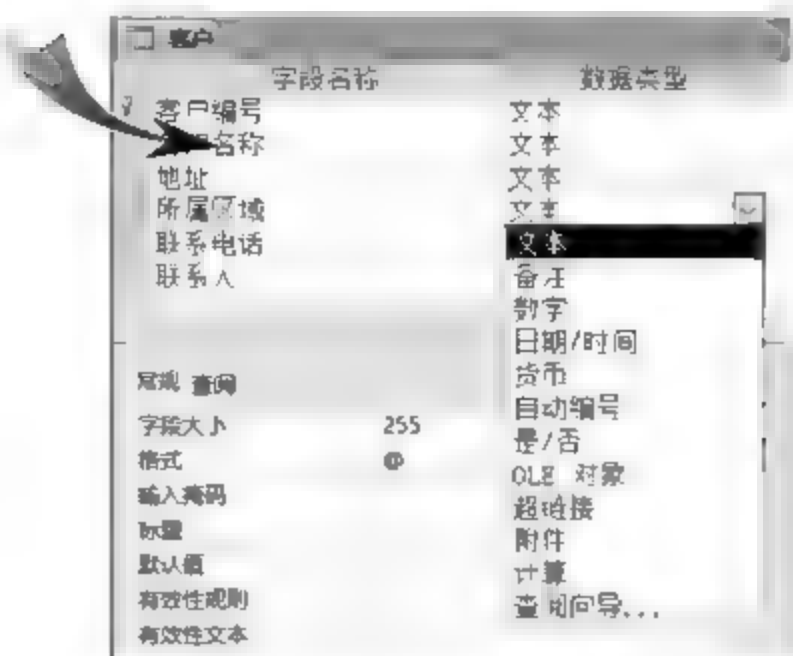 客户
字段名称 数据类型
客户编号 文本
名称 文本
地址 文本
所属区域 文本
联系电话 文本
联系人 备注
数字
日期/时间
货币
自动编号
是/否
OLE 对象
超链接
附件
计算
查阅向导...
常规 查阅
字段大小 255
格式 @
输入掩码
标题
默认值
有效性规则
有效性文本